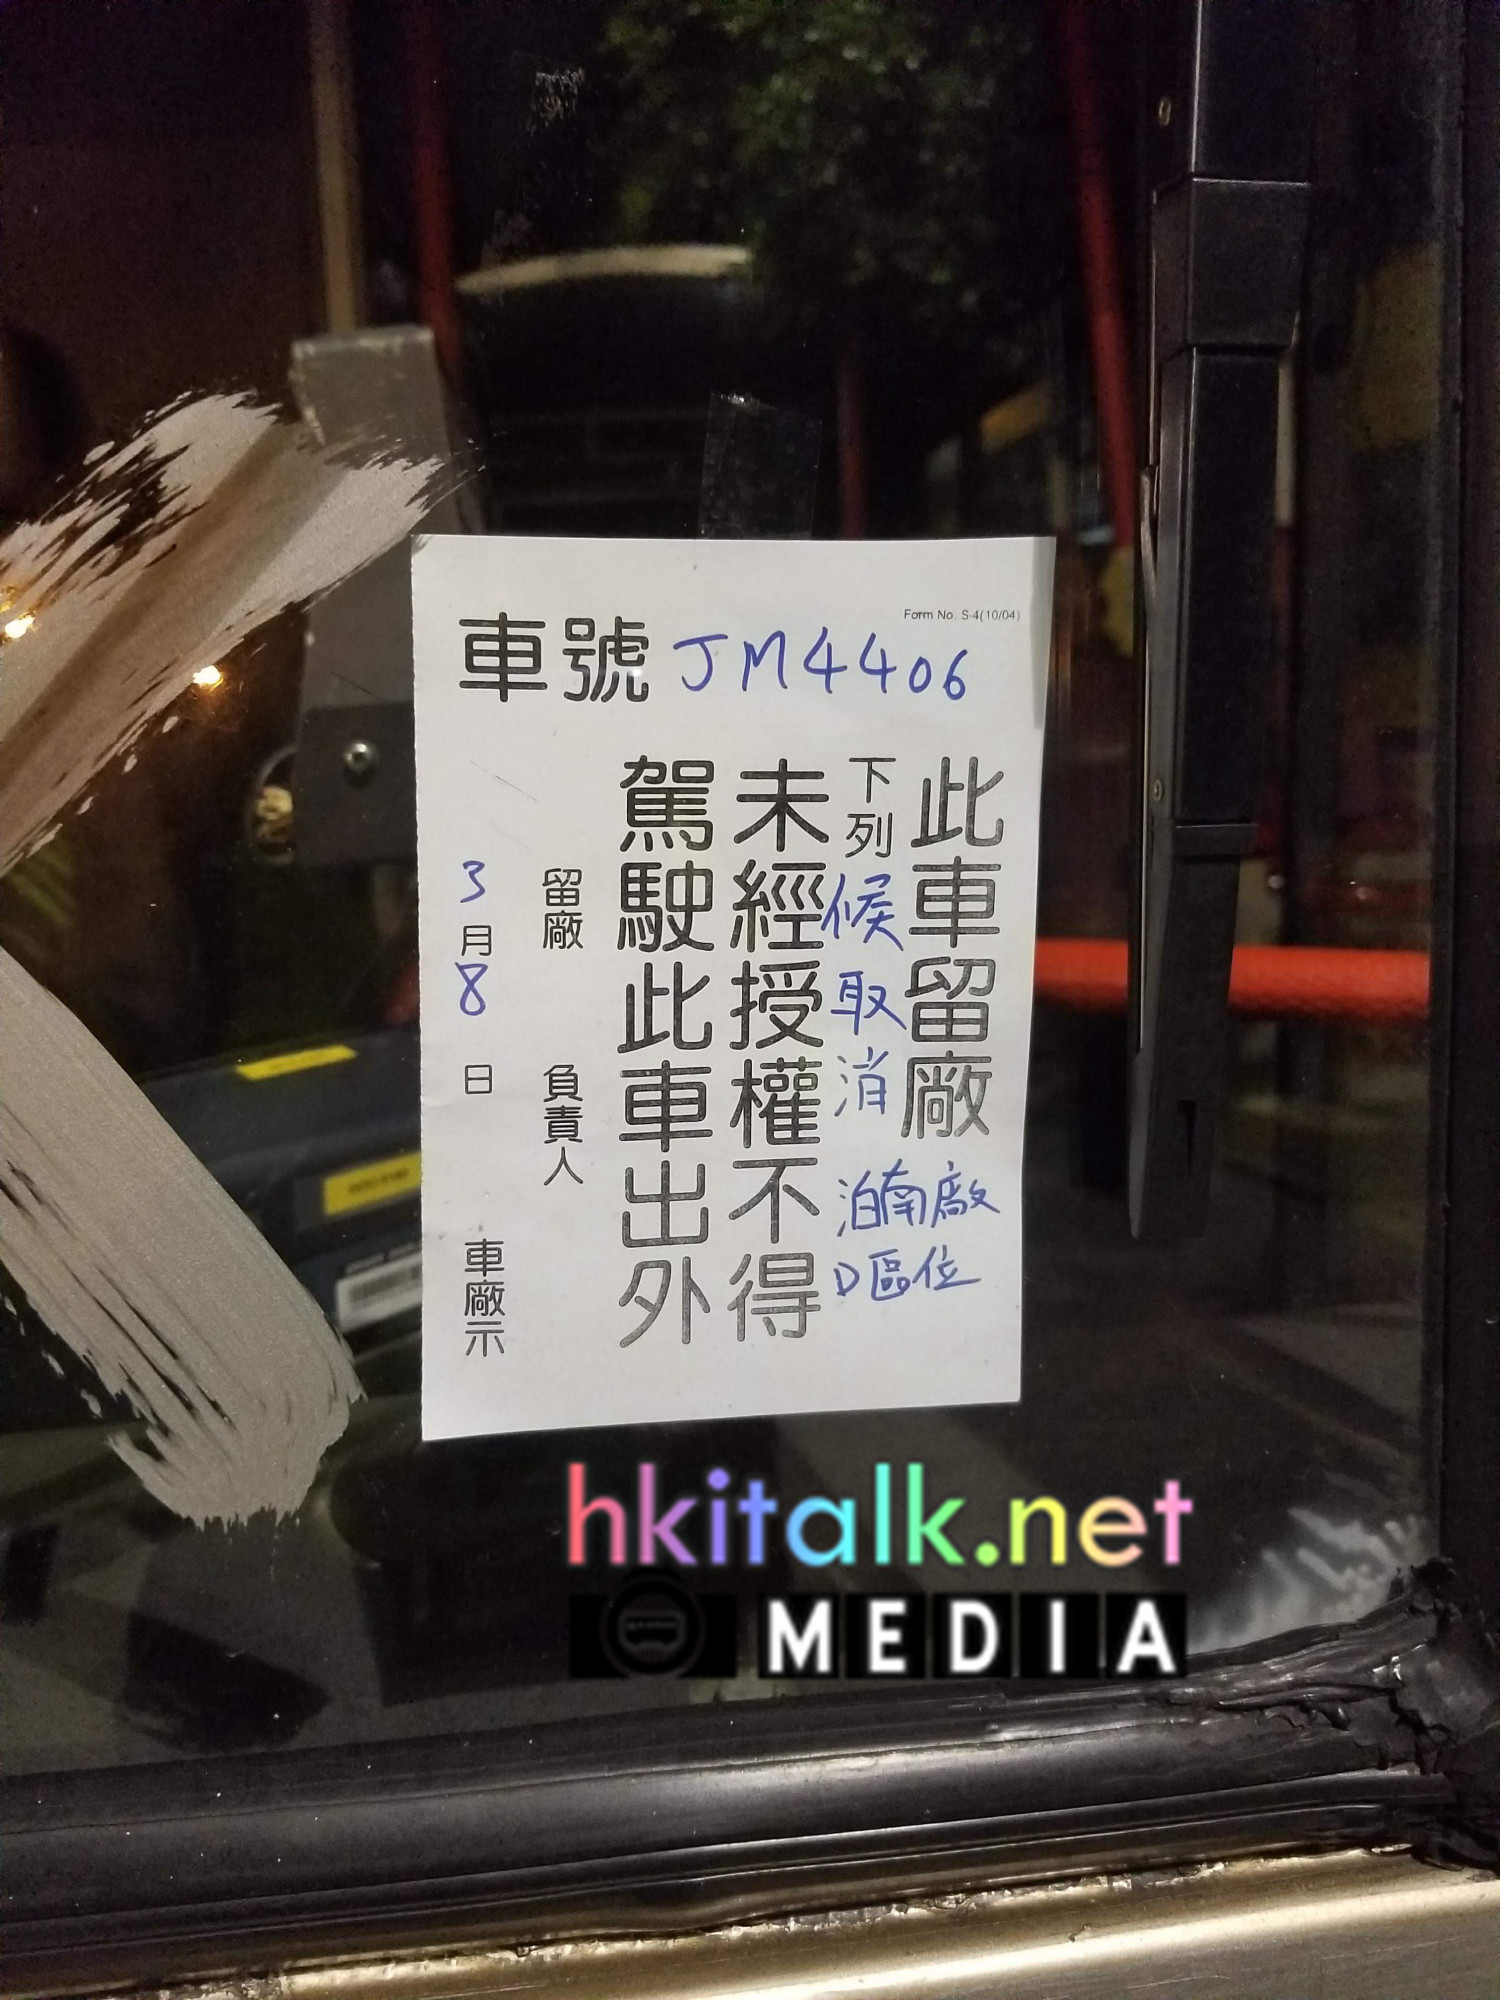 Form No. S-4(10/04)
車號 JM4406
此車留廠
下列候取消
泊南廠
D區位
未經授權不得
駕駛此車出外
留廠 負責人
3月8日 車廠示
hkitalk.net
MEDIA